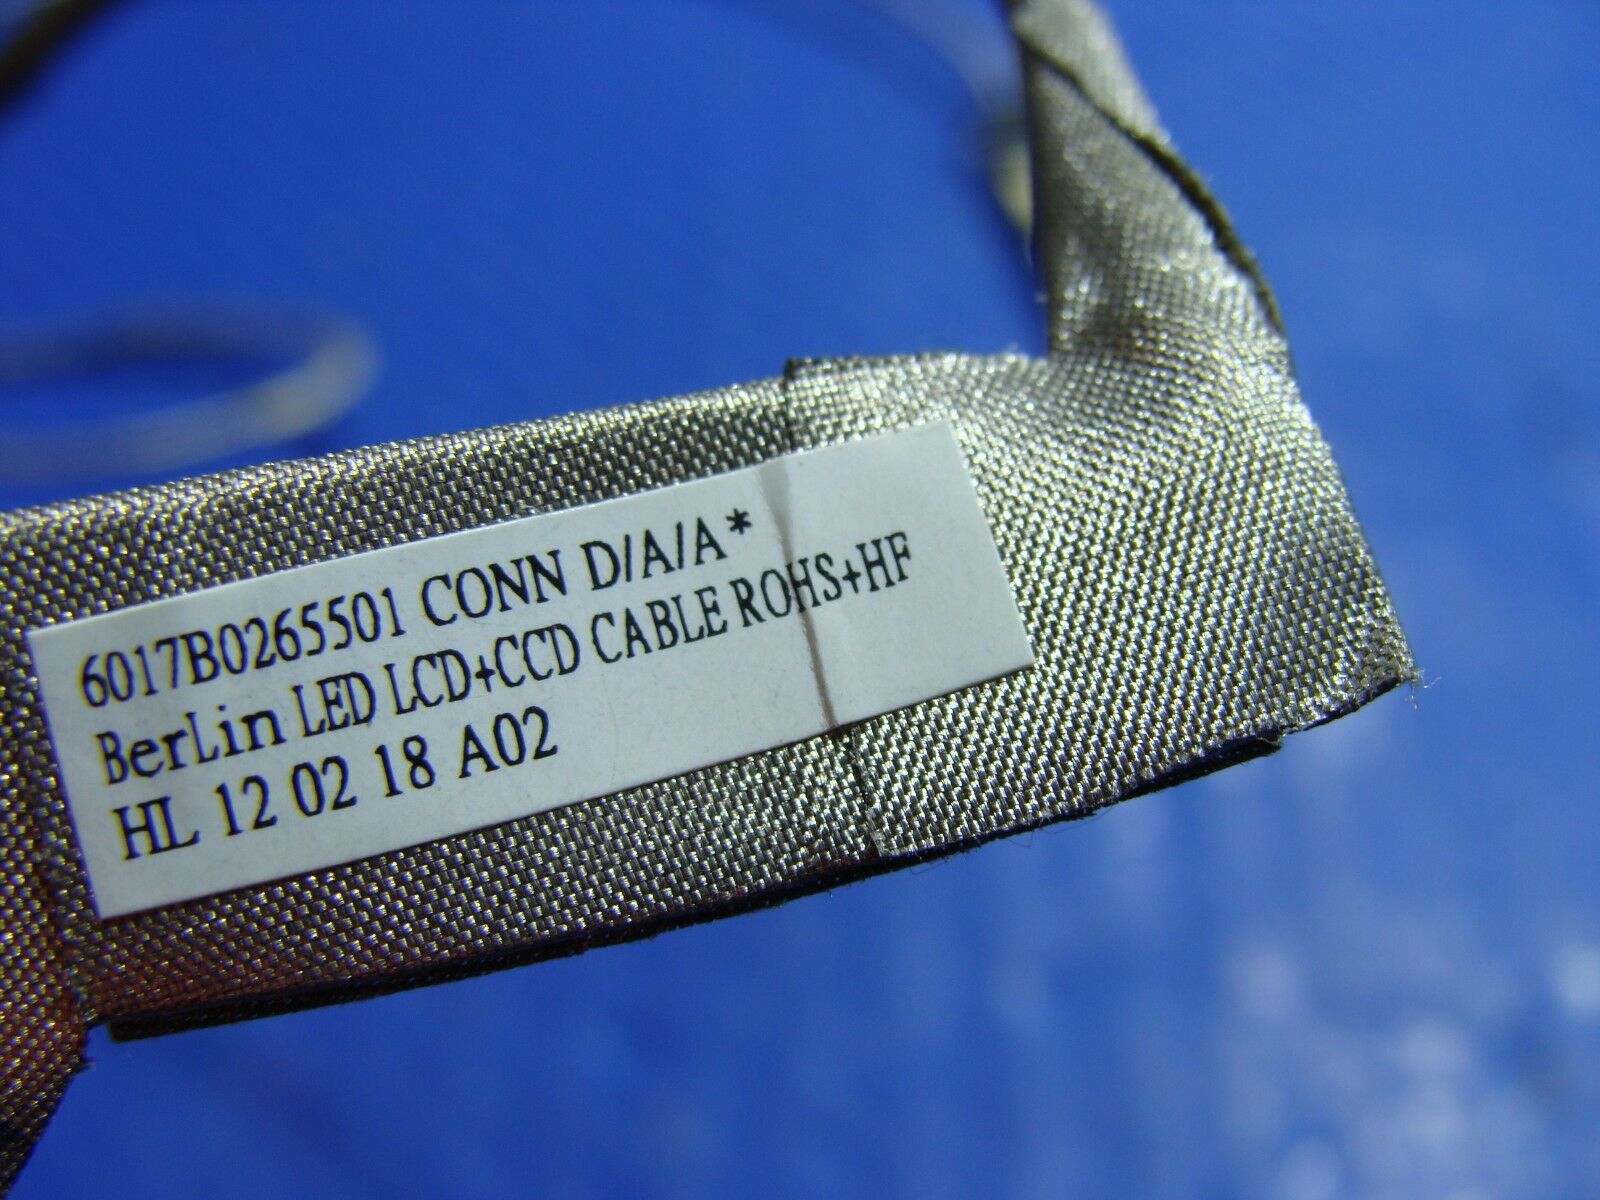 6017B0265501 CONN D/A/A*
BerLin LED LCD+CCD CABLE ROHS+HF
HL 12 02 18 A02